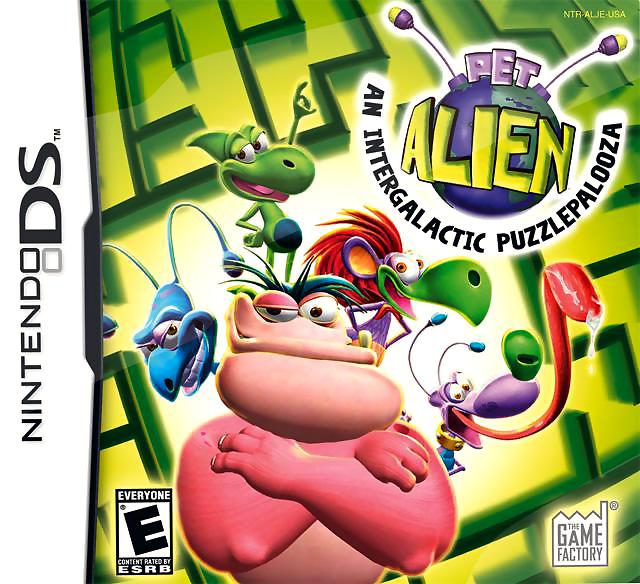 NTR-ALJE-USA
PET
ALIEN
AN INTERGALACTIC PUZZLEPALOOZA
NINTENDO DS™
EVERYONE
E
CONTENT RATED BY
ESRB
®
THE
GAME
FACTORY